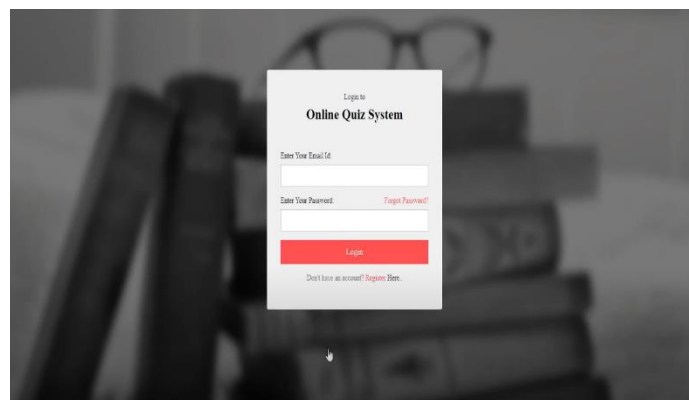 Login to
Online Quiz System
Enter Your Email Id:
Enter Your Password: Forgot Password?
Login
Don't have an account? Register Here..